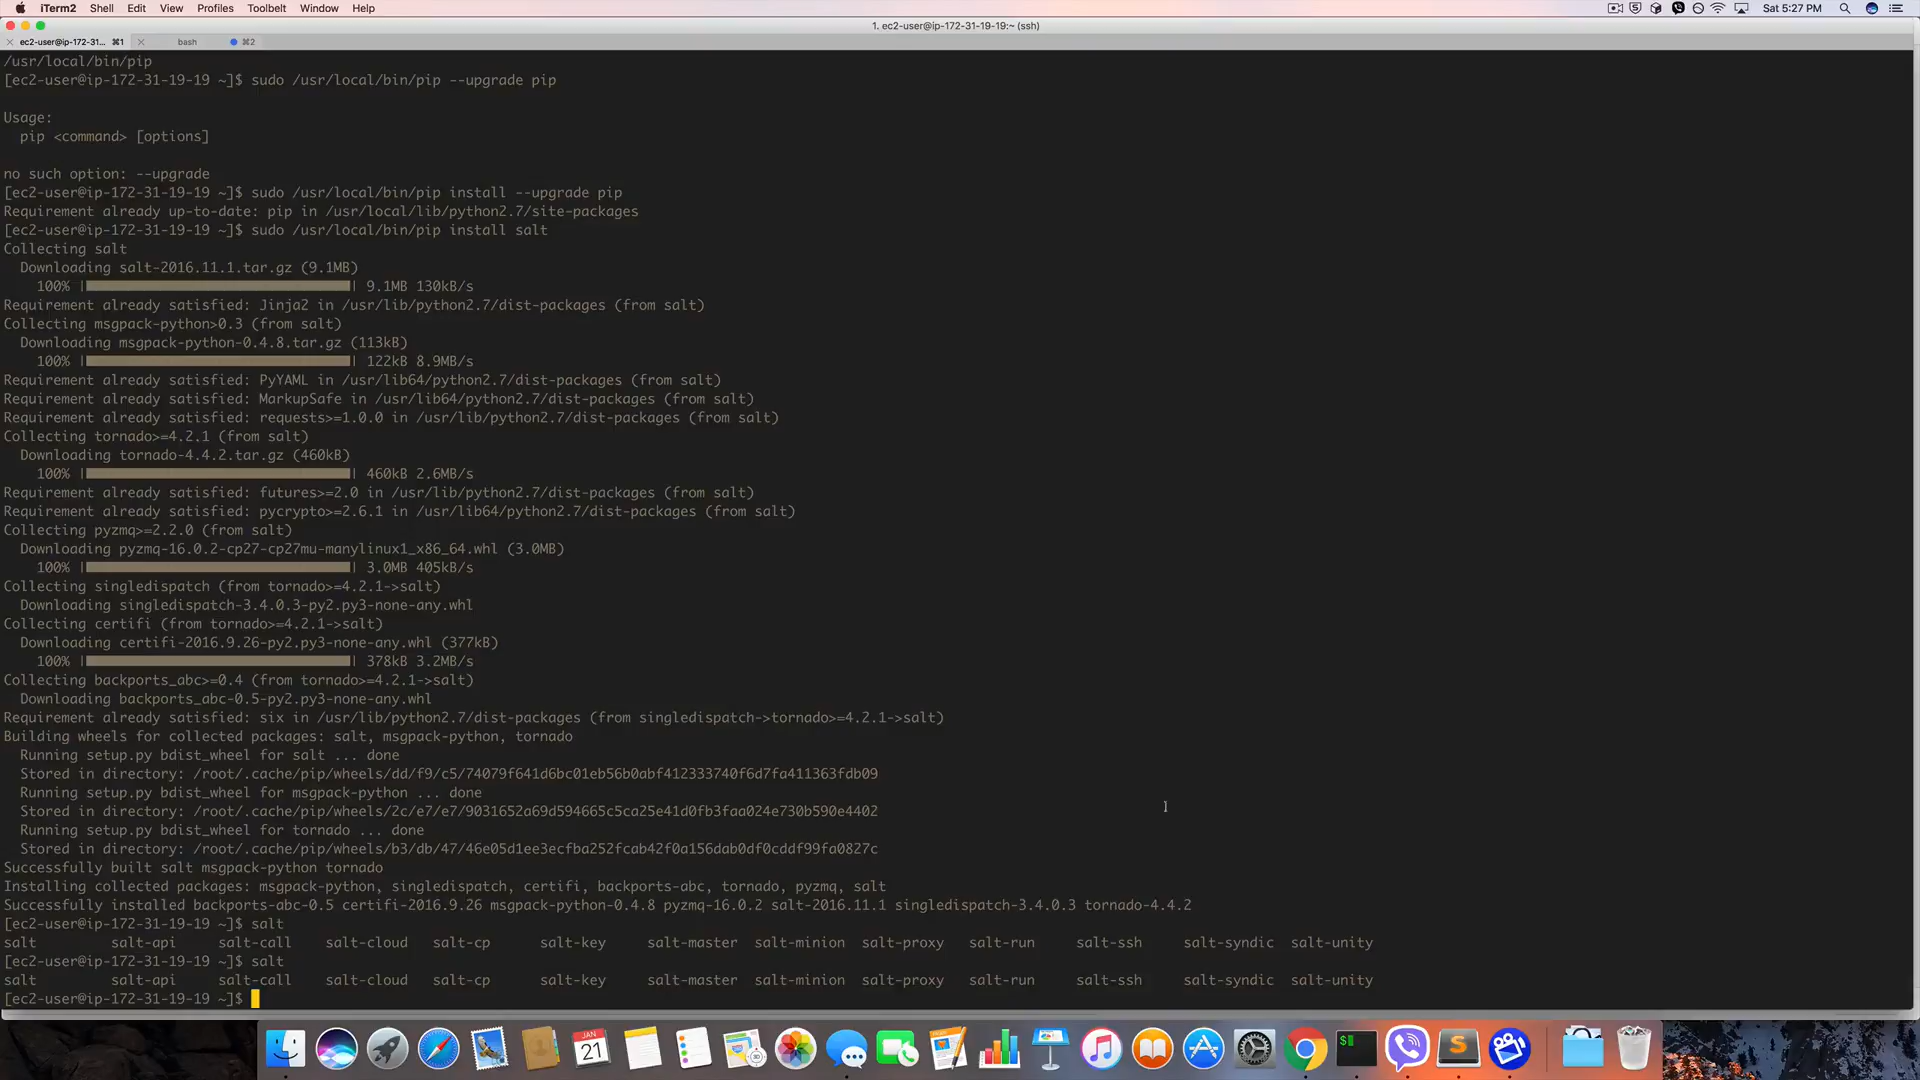 iTerm2 Shell Edit View Profiles Toolbelt Window Help Sat 5:27 PM
1. ec2-user@ip-172-31-19-19:~ (ssh)
ec2-user@ip-172-31... ⌘1 bash ⌘2
/usr/local/bin/pip
[ec2-user@ip-172-31-19-19 ~]$ sudo /usr/local/bin/pip --upgrade pip
Usage:
pip <command> [options]
no such option: --upgrade
[ec2-user@ip-172-31-19-19 ~]$ sudo /usr/local/bin/pip install --upgrade pip
Requirement already up-to-date: pip in /usr/local/lib/python2.7/site-packages
[ec2-user@ip-172-31-19-19 ~]$ sudo /usr/local/bin/pip install salt
Collecting salt
Downloading salt-2016.11.1.tar.gz (9.1MB)
100% | | 9.1MB 130kB/s
Requirement already satisfied: Jinja2 in /usr/lib/python2.7/dist-packages (from salt)
Collecting msgpack-python>0.3 (from salt)
Downloading msgpack-python-0.4.8.tar.gz (113kB)
100% | | 122kB 8.9MB/s
Requirement already satisfied: PyYAML in /usr/lib64/python2.7/dist-packages (from salt)
Requirement already satisfied: MarkupSafe in /usr/lib64/python2.7/dist-packages (from salt)
Requirement already satisfied: requests>=1.0.0 in /usr/lib/python2.7/dist-packages (from salt)
Collecting tornado>=4.2.1 (from salt)
Downloading tornado-4.4.2.tar.gz (460kB)
100% | | 460kB 2.6MB/s
Requirement already satisfied: futures>=2.0 in /usr/lib/python2.7/dist-packages (from salt)
Requirement already satisfied: pycrypto>=2.6.1 in /usr/lib64/python2.7/dist-packages (from salt)
Collecting pyzmq>=2.2.0 (from salt)
Downloading pyzmq-16.0.2-cp27-cp27mu-manylinux1_x86_64.whl (3.0MB)
100% | | 3.0MB 405kB/s
Collecting singledispatch (from tornado>=4.2.1->salt)
Downloading singledispatch-3.4.0.3-py2.py3-none-any.whl
Collecting certifi (from tornado>=4.2.1->salt)
Downloading certifi-2016.9.26-py2.py3-none-any.whl (377kB)
100% | | 378kB 3.2MB/s
Collecting backports_abc>=0.4 (from tornado>=4.2.1->salt)
Downloading backports_abc-0.5-py2.py3-none-any.whl
Requirement already satisfied: six in /usr/lib/python2.7/dist-packages (from singledispatch->tornado>=4.2.1->salt)
Building wheels for collected packages: salt, msgpack-python, tornado
Running setup.py bdist_wheel for salt ... done
Stored in directory: /root/.cache/pip/wheels/dd/f9/c5/74079f641d6bc01eb56b0abf412333740f6d7fa411363fdb09
Running setup.py bdist_wheel for msgpack-python ... done
Stored in directory: /root/.cache/pip/wheels/2c/e7/e7/9031652a69d594665c5ca25e41d0fb3faa024e730b590e4402
Running setup.py bdist_wheel for tornado ... done
Stored in directory: /root/.cache/pip/wheels/b3/db/47/46e05d1ee3ecfba252fcab42f0a156dab0df0cddf99fa0827c
Successfully built salt msgpack-python tornado
Installing collected packages: msgpack-python, singledispatch, certifi, backports-abc, tornado, pyzmq, salt
Successfully installed backports-abc-0.5 certifi-2016.9.26 msgpack-python-0.4.8 pyzmq-16.0.2 salt-2016.11.1 singledispatch-3.4.0.3 tornado-4.4.2
[ec2-user@ip-172-31-19-19 ~]$ salt
salt salt-api salt-call salt-cloud salt-cp salt-key salt-master salt-minion salt-proxy salt-run salt-ssh salt-syndic salt-unity
[ec2-user@ip-172-31-19-19 ~]$ salt
salt salt-api salt-call salt-cloud salt-cp salt-key salt-master salt-minion salt-proxy salt-run salt-ssh salt-syndic salt-unity
[ec2-user@ip-172-31-19-19 ~]$
JAN
21